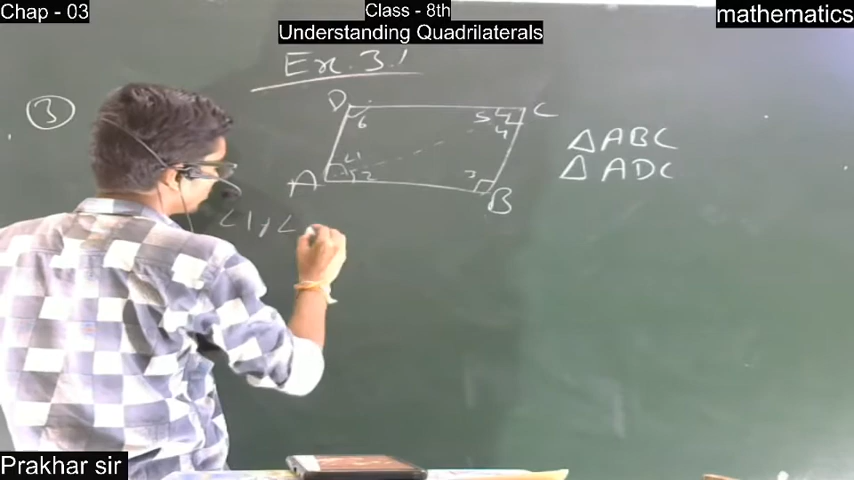 Chap - 03
Class - 8th
mathematics
Understanding Quadrilaterals
Ex. 3.1
3
D C
6 5 4
A 1 2 3 B
△ ABC
△ ADC
∠1, ∠
Prakhar sir